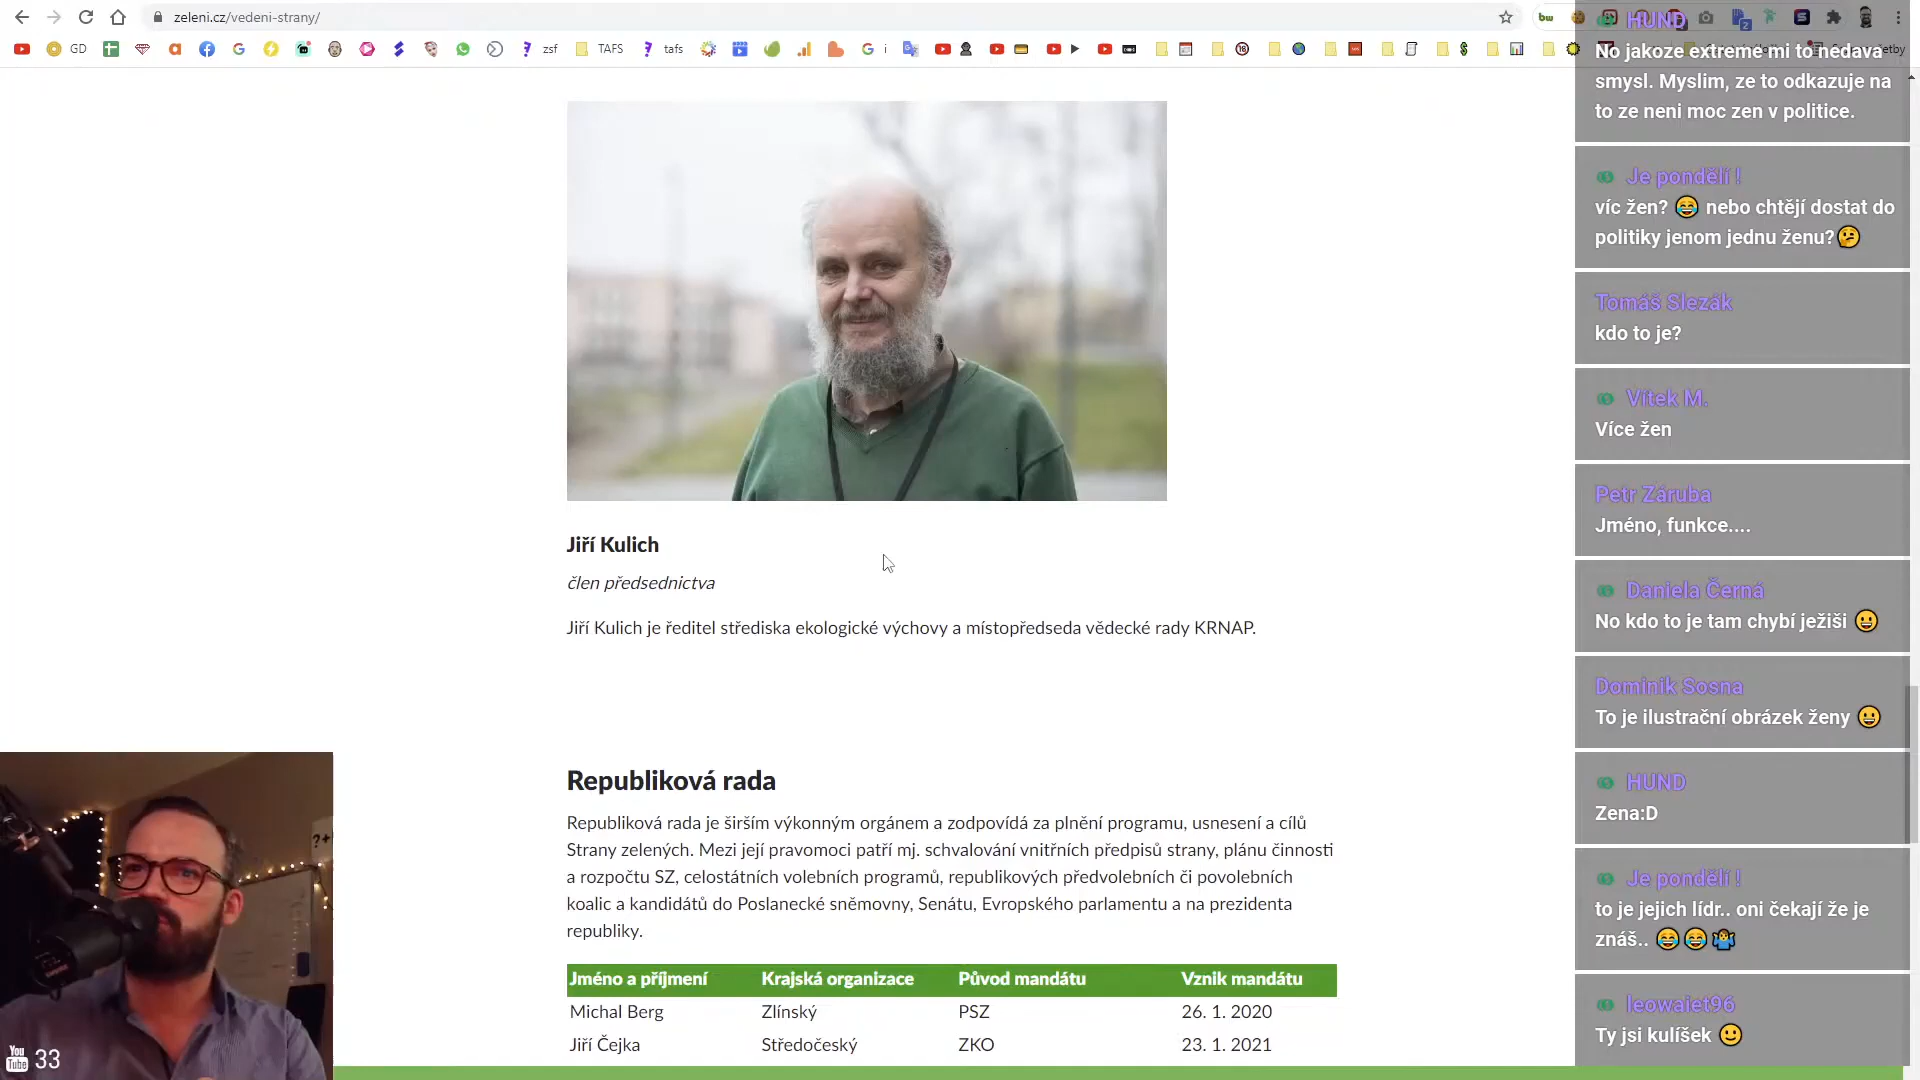 zeleni.cz/vedeni-strany/
GD
zsf
TAFS
tafs
i
Jiří Kulich
člen předsednictva
Jiří Kulich je ředitel střediska ekologické výchovy a místopředseda vědecké rady KRNAP.
Republiková rada
Republiková rada je širším výkonným orgánem a zodpovídá za plnění programu, usnesení a cílů
Strany zelených. Mezi její pravomoci patří mj. schvalování vnitřních předpisů strany, plánu činnosti
a rozpočtu SZ, celostátních volebních programů, republikových předvolebních či povolebních
koalic a kandidátů do Poslanecké sněmovny, Senátu, Evropského parlamentu a na prezidenta
republiky.
Jméno a příjmení Krajská organizace Původ mandátu Vznik mandátu
Michal Berg Zlínský PSZ 26. 1. 2020
Jiří Čejka Středočeský ZKO 23. 1. 2021
HUND
No jakoze extreme mi to nedava
smysl. Myslim, ze to odkazuje na
to ze neni moc zen v politice.
Je pondělí !
víc žen? 😂 nebo chtějí dostat do
politiky jenom jednu ženu?🤔
Tomáš Slezák
kdo to je?
Vítek M.
Více žen
Petr Záruba
Jméno, funkce....
Daniela Černá
No kdo to je tam chybí ježiši 😀
Dominik Sosna
To je ilustrační obrázek ženy 😀
HUND
Zena:D
Je pondělí !
to je jejich lídr.. oni čekají že je
znáš.. 😂😂🤷
leowaiet96
Ty jsi kulíšek 🙂
You
Tube 33